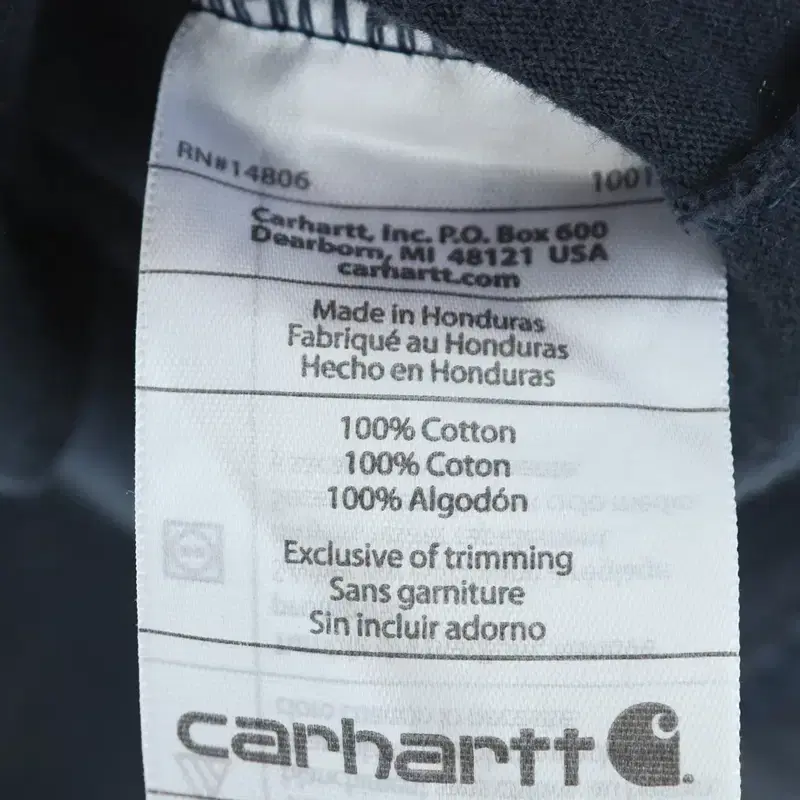 RN#14806 1001
Carhartt, Inc. P.O. Box 600
Dearborn, MI 48121 USA
carhartt.com
Made in Honduras
Fabriqué au Honduras
Hecho en Honduras
100% Cotton
100% Coton
100% Algodón
Exclusive of trimming
Sans garniture
Sin incluir adorno
carhartt